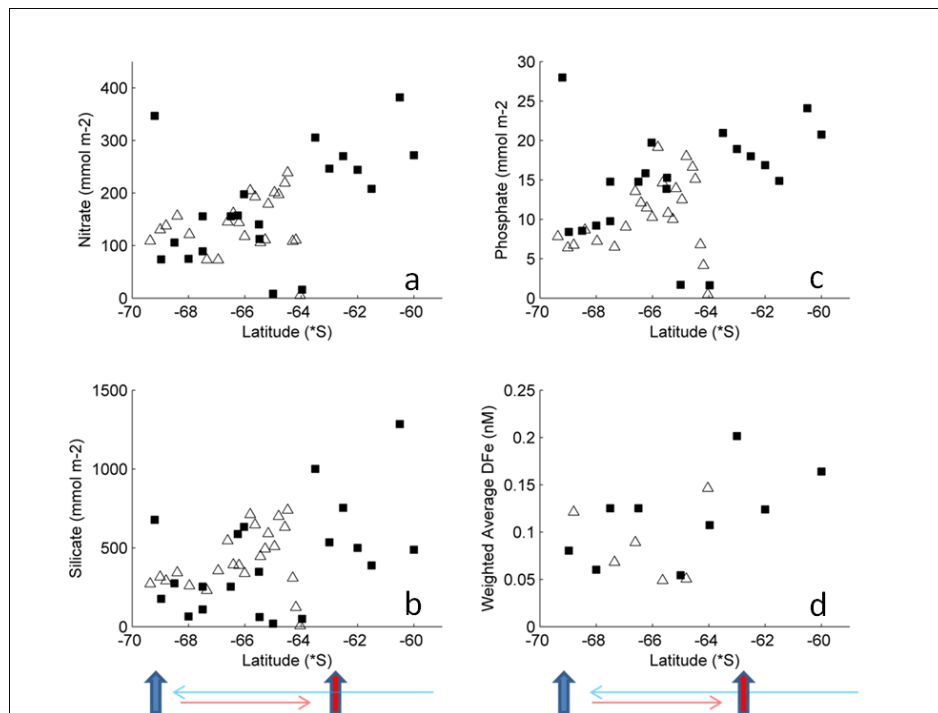 400
300
200
100
0
Nitrate (mmol m-2)
a
-70 -68 -66 -64 -62 -60
Latitude (*S)
30
25
20
15
10
5
0
Phosphate (mmol m-2
c
-70 -68 -66 -64 -62 -60
Latitude (*S)
1500
1000
500
0
Silicate (mmol m-2)
b
-70 -68 -66 -64 -62 -60
Latitude (*S)
0.25
0.2
0.15
0.1
0.05
0
Weighted Average DFe (nM)
d
-70 -68 -66 -64 -62 -60
Latitude (*S)